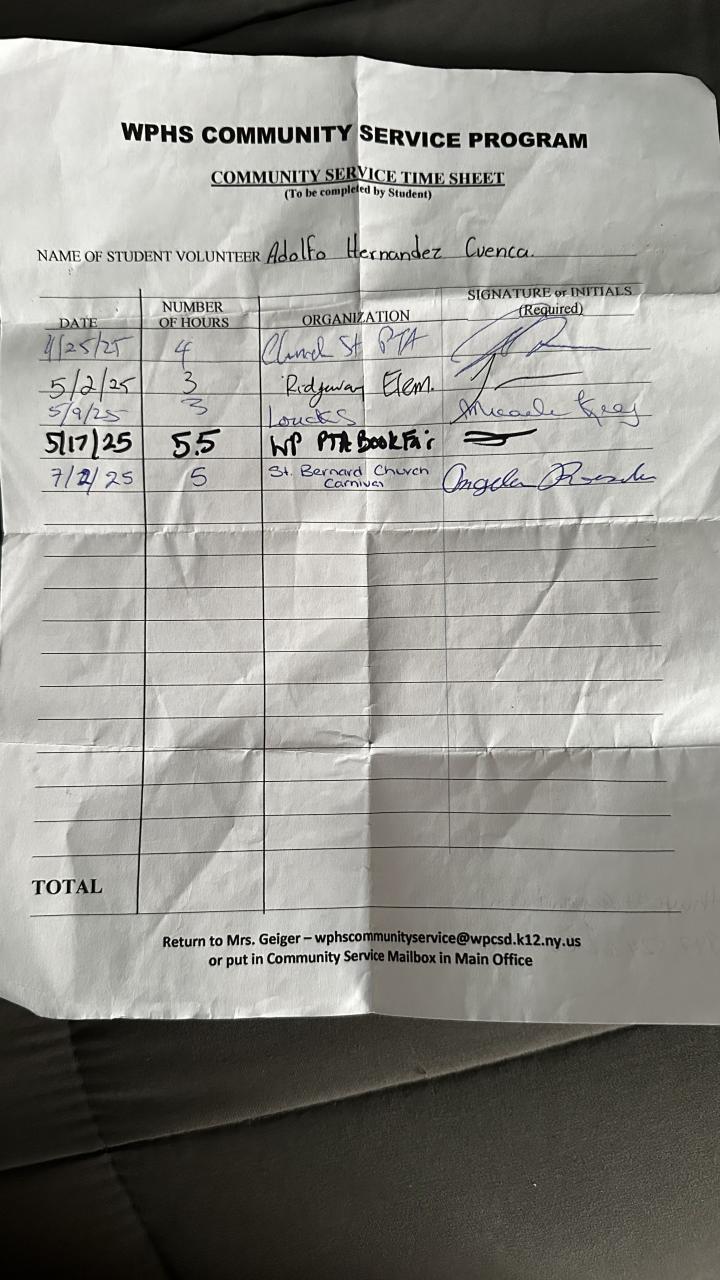 WPHS COMMUNITY SERVICE PROGRAM
COMMUNITY SERVICE TIME SHEET
(To be completed by Student)
NAME OF STUDENT VOLUNTEER Adolfo Hernandez Cuenca.
DATE NUMBER OF HOURS ORGANIZATION SIGNATURE or INITIALS (Required)
4/25/25 4 Church St PTA
5/2/25 3 Ridgeway Elem.
5/9/25 3 Loucks
5/17/25 5.5 WP PTA Book Fair
7/2/25 5 St. Bernard Church Carnival Angela
TOTAL
Return to Mrs. Geiger – wphscommunityservice@wpcsd.k12.ny.us
or put in Community Service Mailbox in Main Office